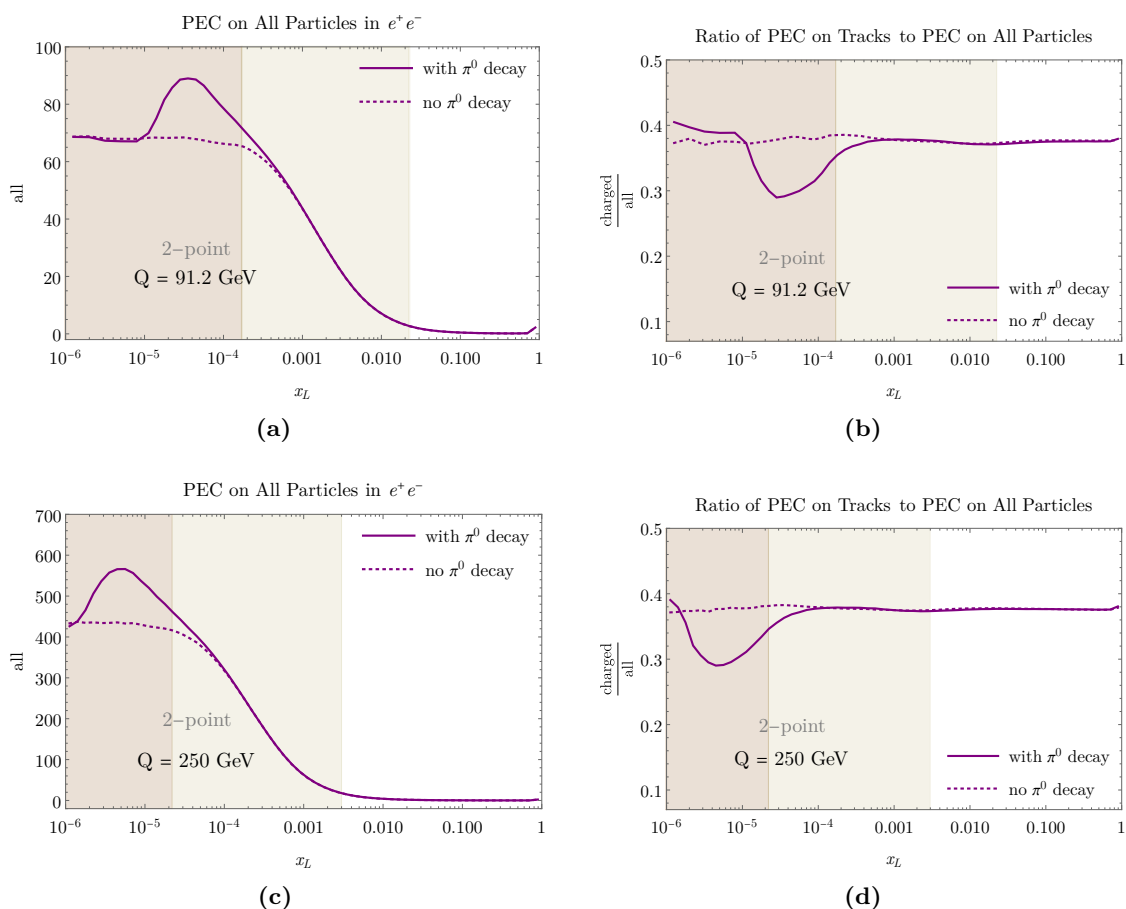 PEC on All Particles in e⁺e⁻
100
80
60
40
20
0
all
with π⁰ decay
no π⁰ decay
2-point
Q = 91.2 GeV
10⁻⁶ 10⁻⁵ 10⁻⁴ 0.001 0.010 0.100 1
x_L
(a)
Ratio of PEC on Tracks to PEC on All Particles
0.5
0.4
0.3
0.2
0.1
charged
all
2-point
Q = 91.2 GeV
with π⁰ decay
no π⁰ decay
10⁻⁶ 10⁻⁵ 10⁻⁴ 0.001 0.010 0.100 1
x_L
(b)
PEC on All Particles in e⁺e⁻
700
600
500
400
300
200
100
0
all
with π⁰ decay
no π⁰ decay
2-point
Q = 250 GeV
10⁻⁶ 10⁻⁵ 10⁻⁴ 0.001 0.010 0.100 1
x_L
(c)
Ratio of PEC on Tracks to PEC on All Particles
0.5
0.4
0.3
0.2
0.1
charged
all
2-point
Q = 250 GeV
with π⁰ decay
no π⁰ decay
10⁻⁶ 10⁻⁵ 10⁻⁴ 0.001 0.010 0.100 1
x_L
(d)